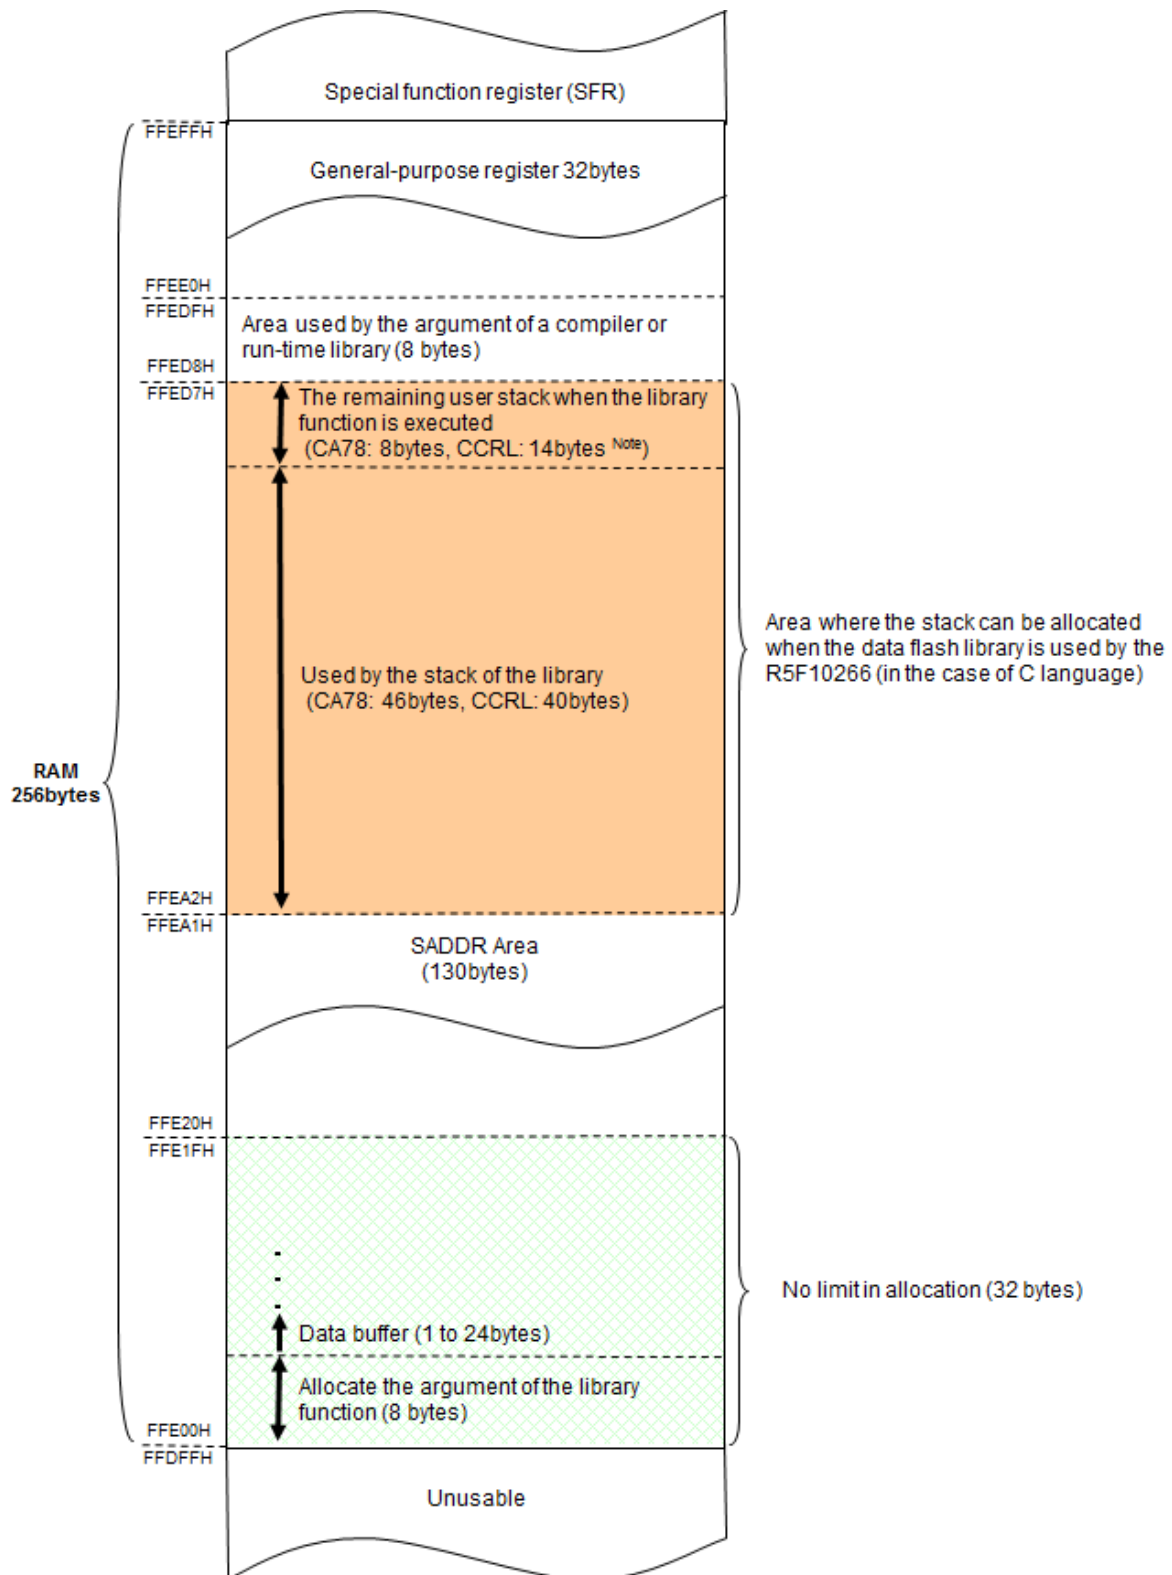 Special function register (SFR)
FFEFFH
General-purpose register 32bytes
FFEE0H
FFEDFH
Area used by the argument of a compiler or
run-time library (8 bytes)
FFED8H
FFED7H
The remaining user stack when the library
function is executed
(CA78: 8bytes, CCRL: 14bytes Note)
Used by the stack of the library
(CA78: 46bytes, CCRL: 40bytes)
Area where the stack can be allocated
when the data flash library is used by the
R5F10266 (in the case of C language)
RAM
256bytes
FFEA2H
FFEA1H
SADDR Area
(130bytes)
FFE20H
FFE1FH
No limit in allocation (32 bytes)
Data buffer (1 to 24bytes)
Allocate the argument of the library
function (8 bytes)
FFE00H
FFDFFH
Unusable